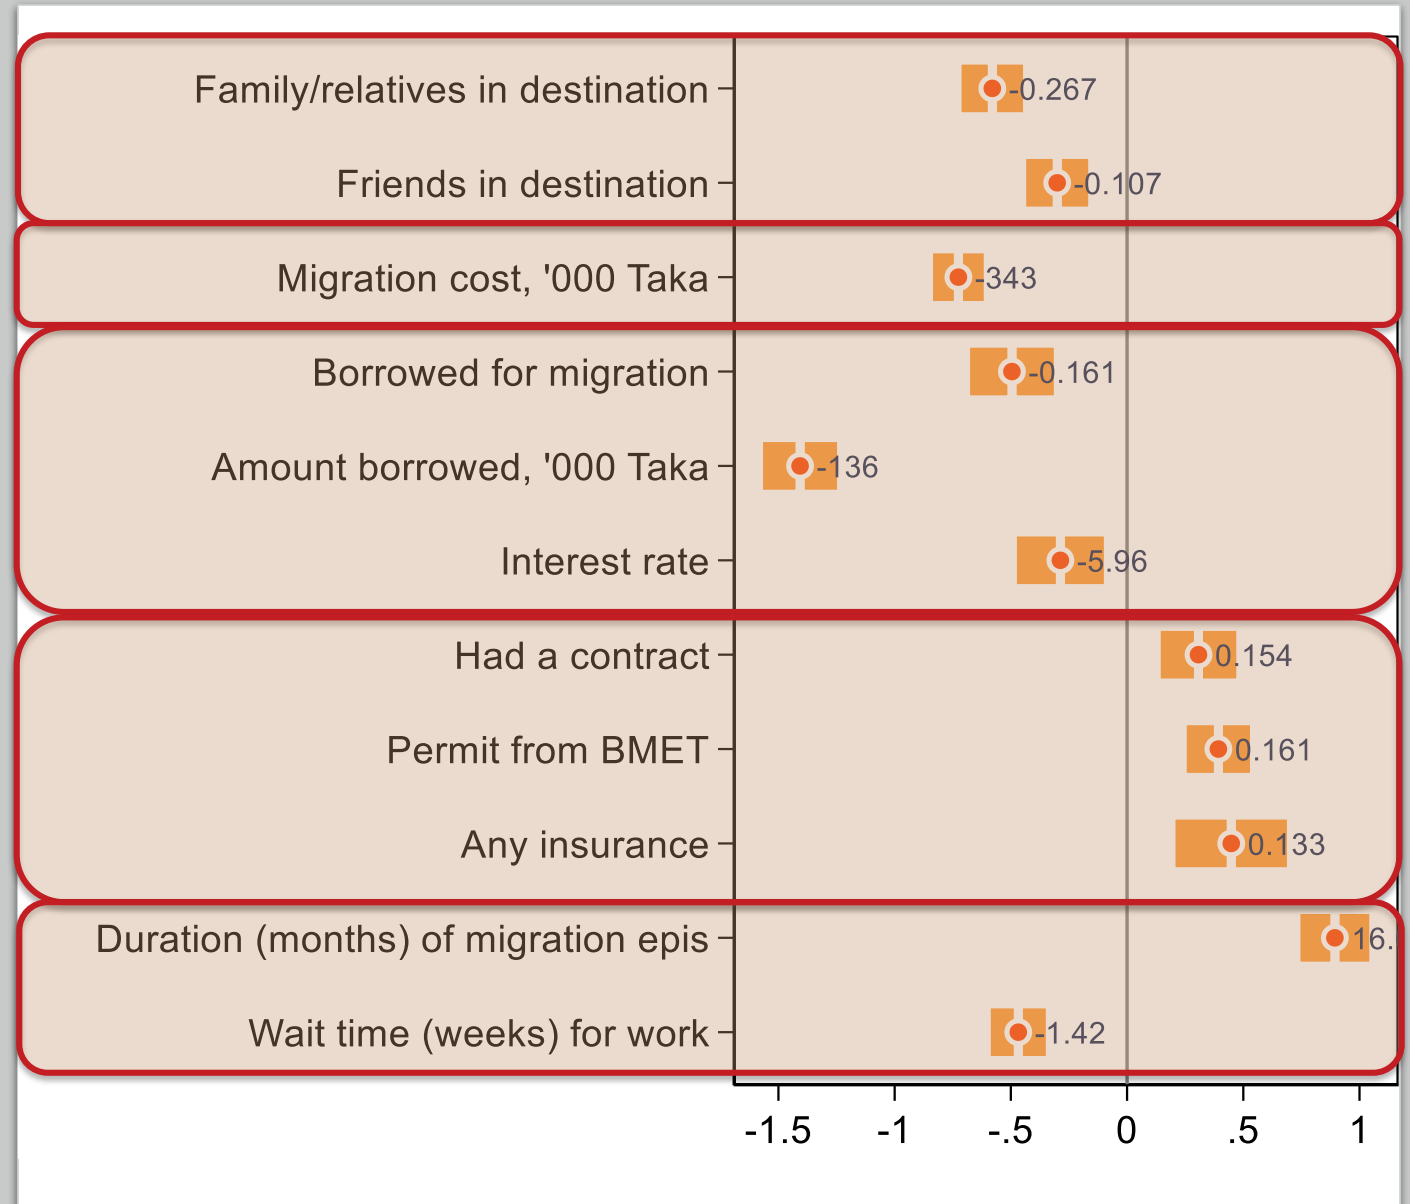 Family/relatives in destination -0.267
Friends in destination -0.107
Migration cost, '000 Taka -343
Borrowed for migration -0.161
Amount borrowed, '000 Taka -136
Interest rate -5.96
Had a contract 0.154
Permit from BMET 0.161
Any insurance 0.133
Duration (months) of migration epis 16.
Wait time (weeks) for work -1.42
-1.5 -1 -.5 0 .5 1